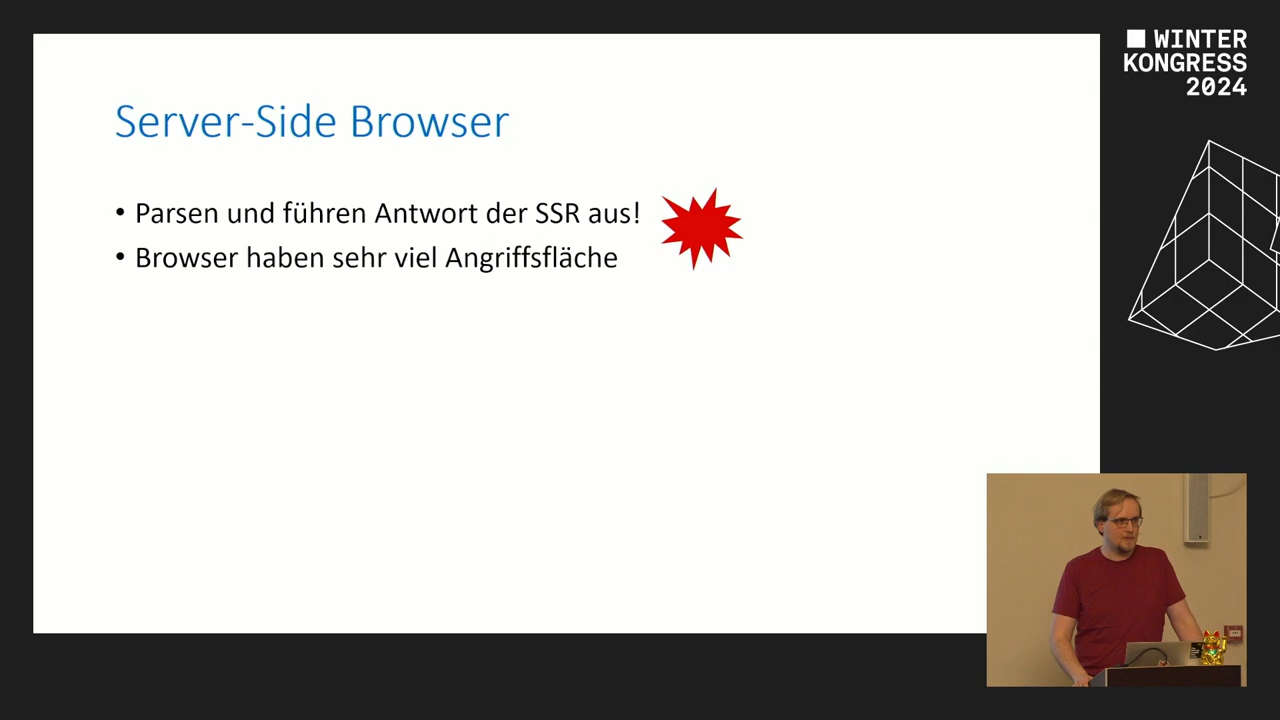 WINTER
KONGRESS
2024
Server-Side Browser
• Parsen und führen Antwort der SSR aus!
• Browser haben sehr viel Angriffsfläche